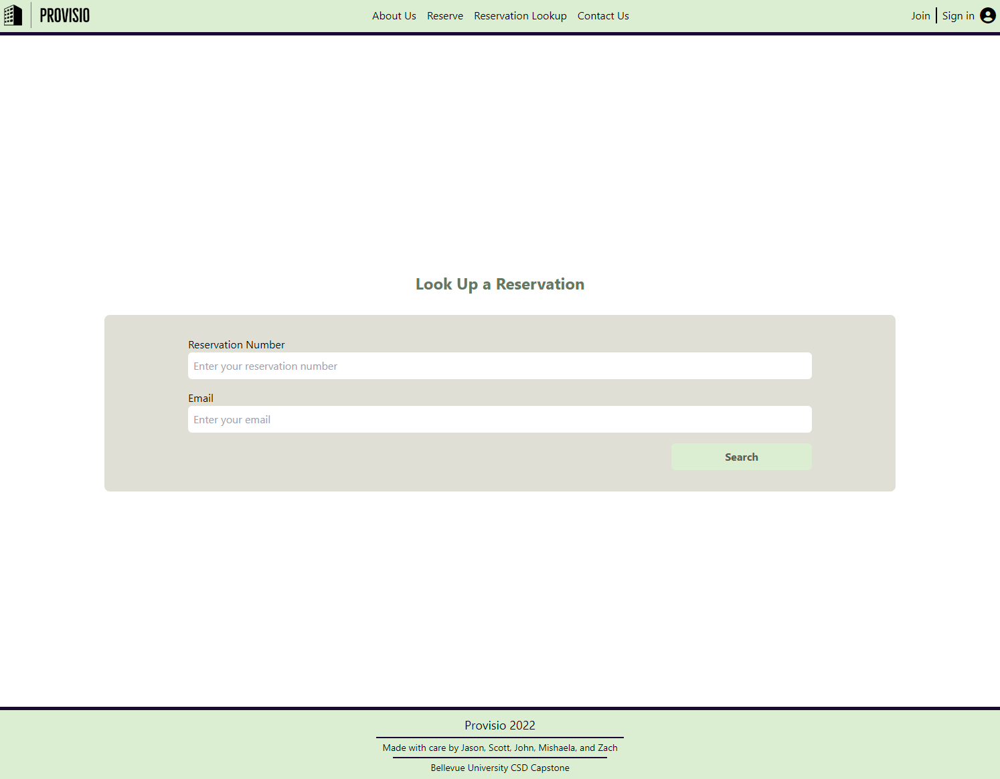 PROVISIO
About Us Reserve Reservation Lookup Contact Us
Join Sign in
Look Up a Reservation
Reservation Number
Enter your reservation number
Email
Enter your email
Search
Provisio 2022
Made with care by Jason, Scott, John, Mishaela, and Zach
Bellevue University CSD Capstone